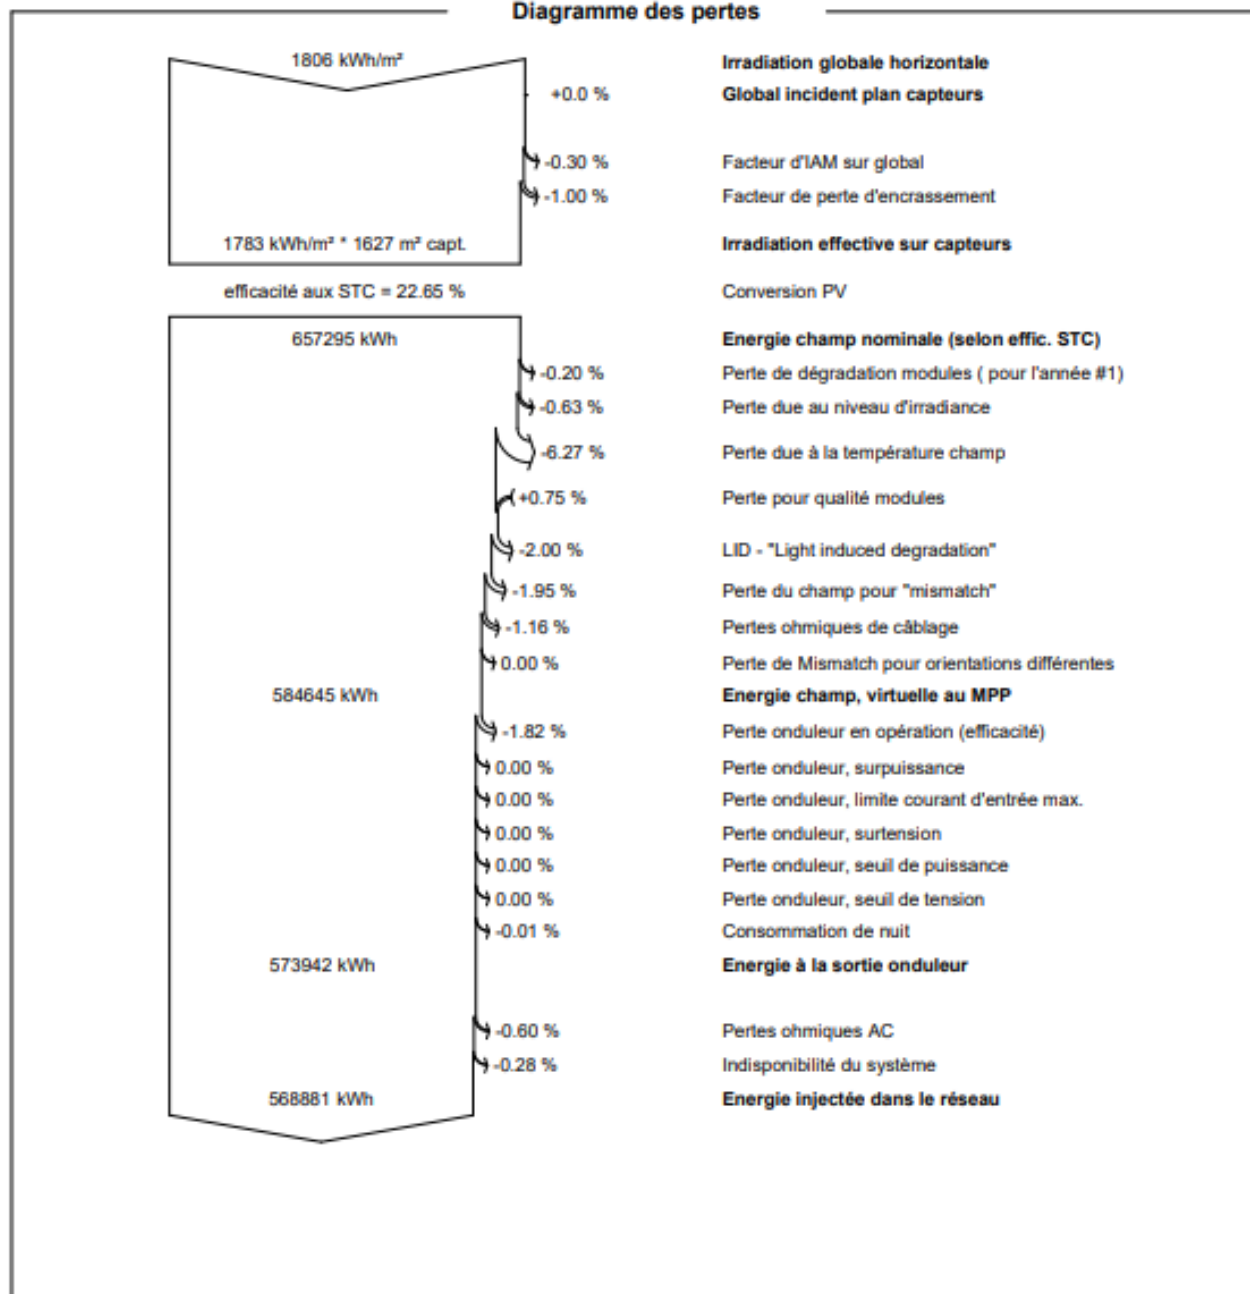 Diagramme des pertes
1806 kWh/m² Irradiation globale horizontale
+0.0 % Global incident plan capteurs
-0.30 % Facteur d'IAM sur global
-1.00 % Facteur de perte d'encrassement
1783 kWh/m² * 1627 m² capt. Irradiation effective sur capteurs
efficacité aux STC = 22.65 % Conversion PV
657295 kWh Energie champ nominale (selon effic. STC)
-0.20 % Perte de dégradation modules ( pour l'année #1)
-0.63 % Perte due au niveau d'irradiance
-6.27 % Perte due à la température champ
+0.75 % Perte pour qualité modules
-2.00 % LID - "Light induced degradation"
-1.95 % Perte du champ pour "mismatch"
-1.16 % Pertes ohmiques de câblage
0.00 % Perte de Mismatch pour orientations différentes
584645 kWh Energie champ, virtuelle au MPP
-1.82 % Perte onduleur en opération (efficacité)
0.00 % Perte onduleur, surpuissance
0.00 % Perte onduleur, limite courant d'entrée max.
0.00 % Perte onduleur, surtension
0.00 % Perte onduleur, seuil de puissance
0.00 % Perte onduleur, seuil de tension
-0.01 % Consommation de nuit
573942 kWh Energie à la sortie onduleur
-0.60 % Pertes ohmiques AC
-0.28 % Indisponibilité du système
568881 kWh Energie injectée dans le réseau